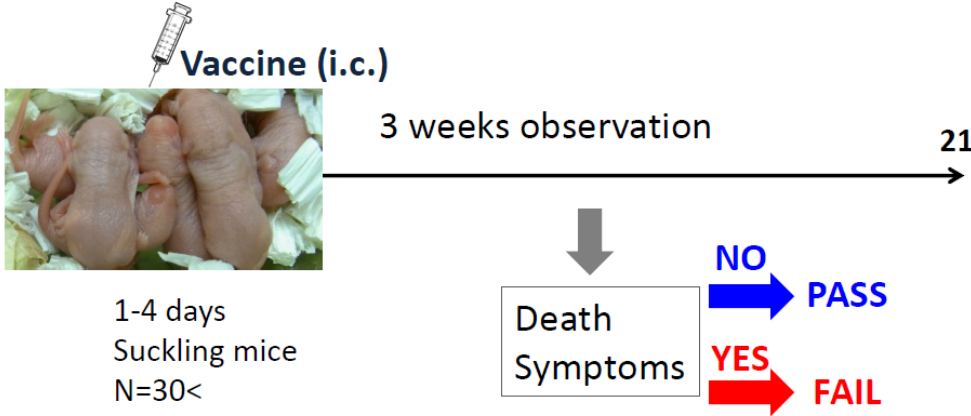 Vaccine (i.c.)
3 weeks observation
21
1-4 days
Suckling mice
N=30<
Death
Symptoms
NO
PASS
YES
FAIL